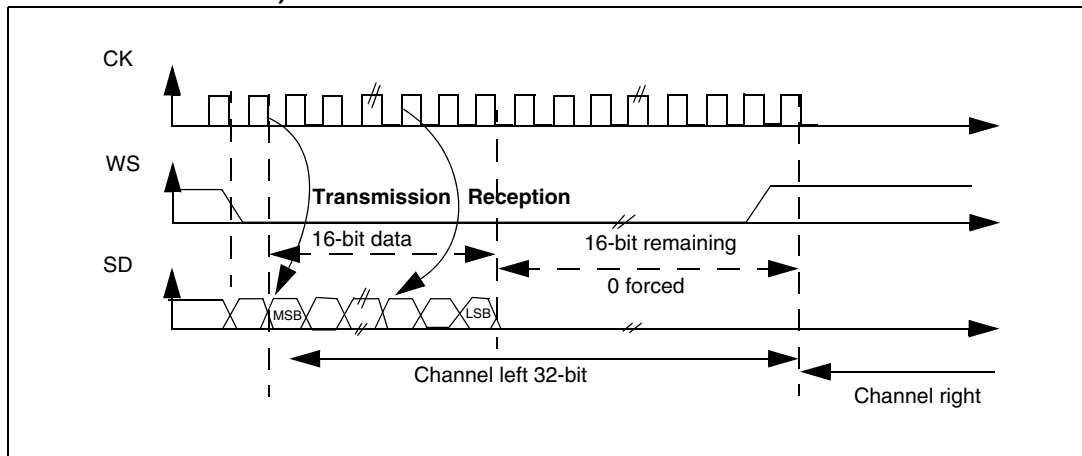 CK
WS
Transmission Reception
16-bit data
16-bit remaining
SD
0 forced
MSB
LSB
Channel left 32-bit
Channel right